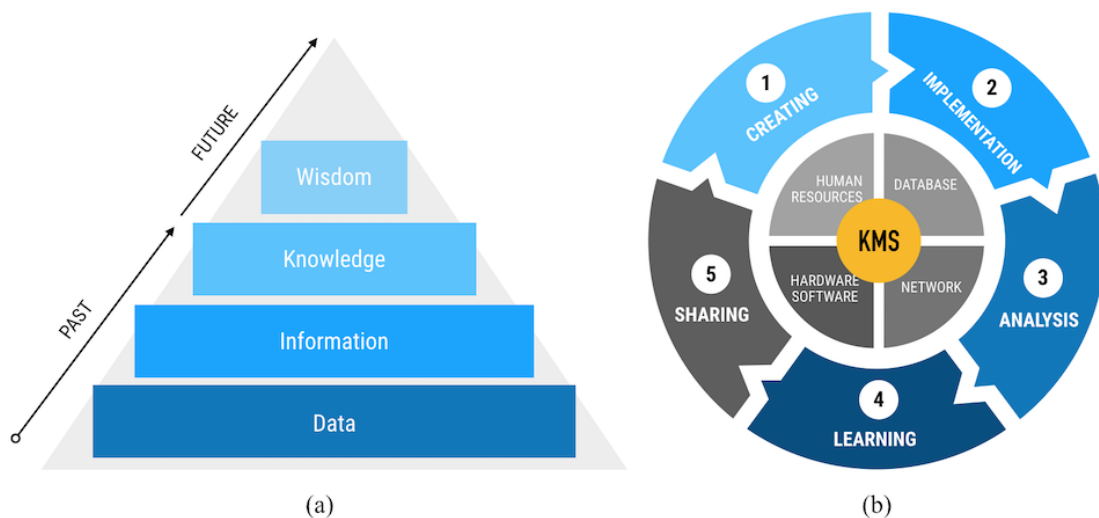 FUTURE
PAST
Wisdom
Knowledge
Information
Data
(a)
1
CREATING
2
IMPLEMENTATION
3
ANALYSIS
4
LEARNING
5
SHARING
HUMAN
RESOURCES
DATABASE
KMS
HARDWARE
SOFTWARE
NETWORK
(b)